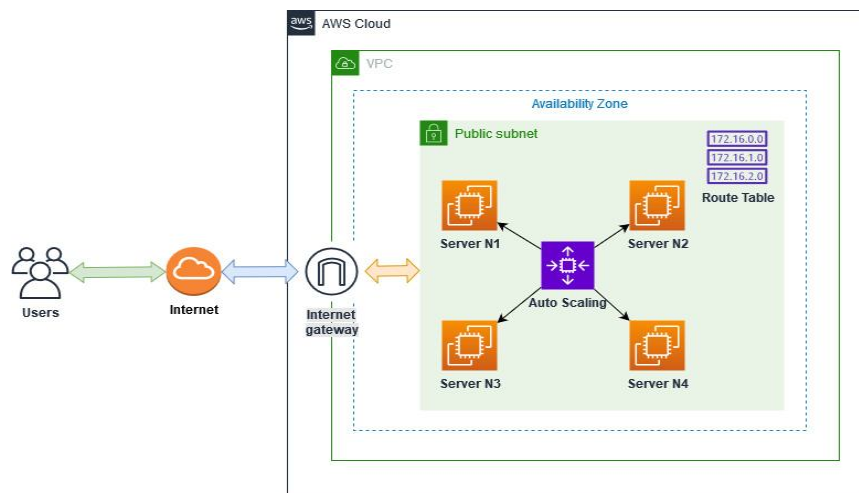 aws
AWS Cloud
VPC
Availability Zone
Public subnet
172.16.0.0
172.16.1.0
172.16.2.0
Route Table
Server N1
Server N2
Users
Internet
Internet
gateway
Auto Scaling
Server N3
Server N4